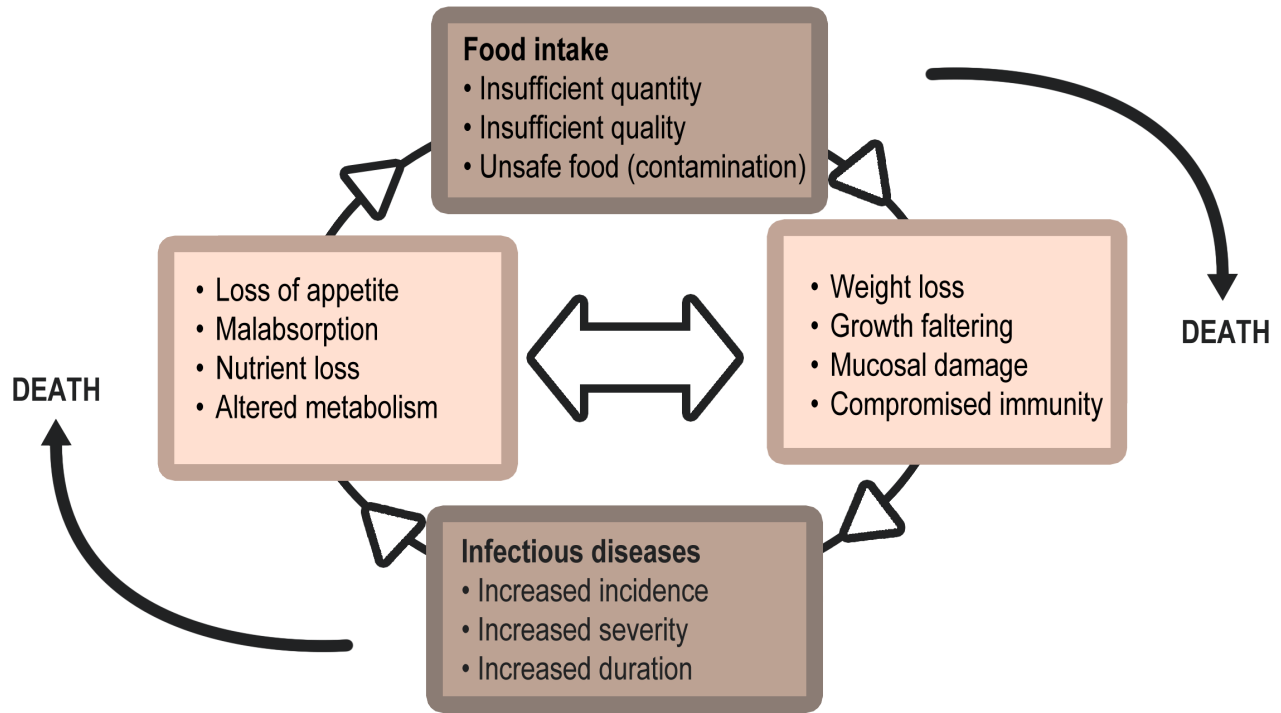 Food intake
• Insufficient quantity
• Insufficient quality
• Unsafe food (contamination)
• Loss of appetite
• Malabsorption
• Nutrient loss
• Altered metabolism
• Weight loss
• Growth faltering
• Mucosal damage
• Compromised immunity
DEATH
DEATH
Infectious diseases
• Increased incidence
• Increased severity
• Increased duration